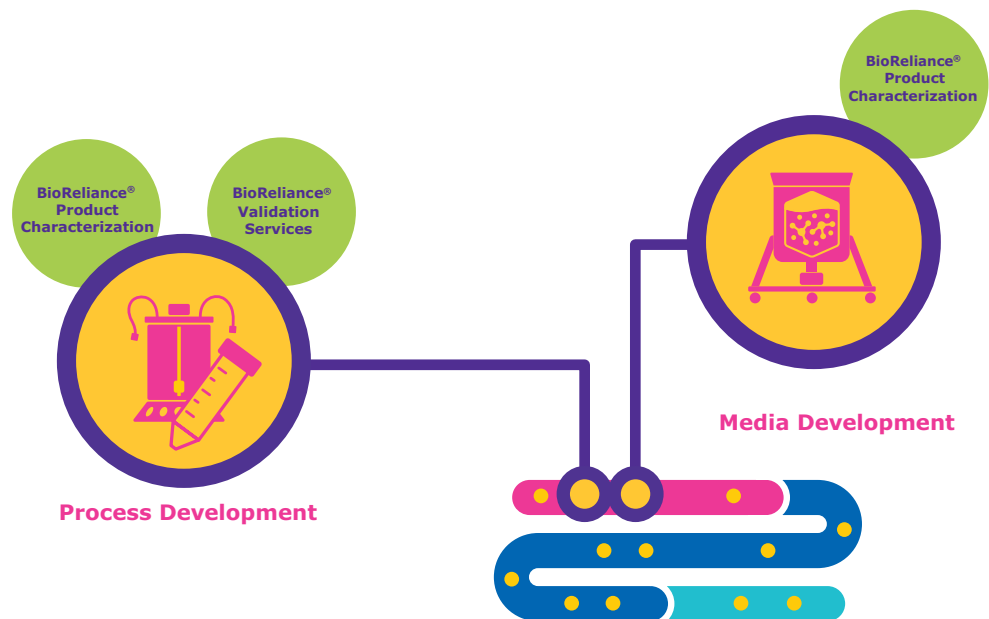 BioReliance®
Product
Characterization
BioReliance®
Validation
Services
Process Development
BioReliance®
Product
Characterization
Media Development